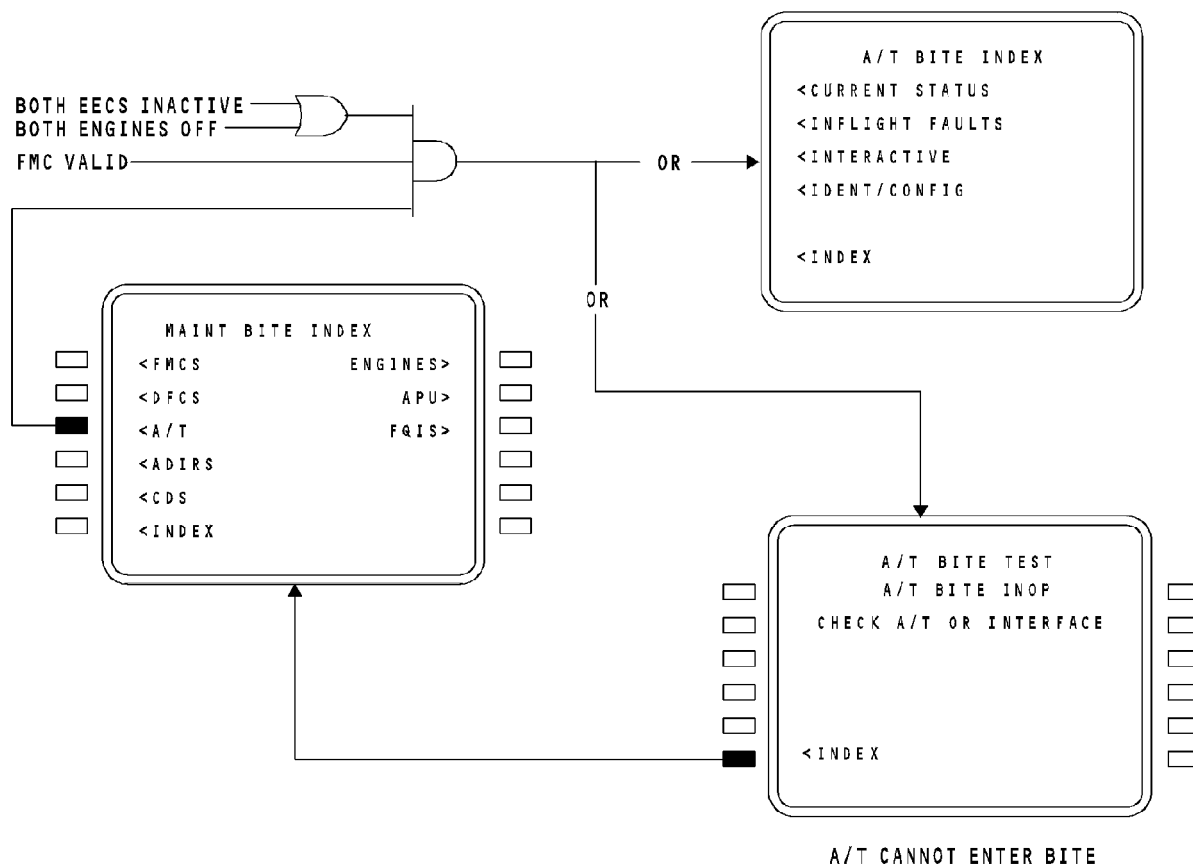 BOTH EECS INACTIVE
BOTH ENGINES OFF
FMC VALID
OR
A/T BITE INDEX
<CURRENT STATUS
<INFLIGHT FAULTS
<INTERACTIVE
<IDENT/CONFIG
<INDEX
OR
MAINT BITE INDEX
<FMCS ENGINES>
<DFCS APU>
<A/T FQIS>
<ADIRS
<CDS
<INDEX
A/T BITE TEST
A/T BITE INOP
CHECK A/T OR INTERFACE
<INDEX
A/T CANNOT ENTER BITE